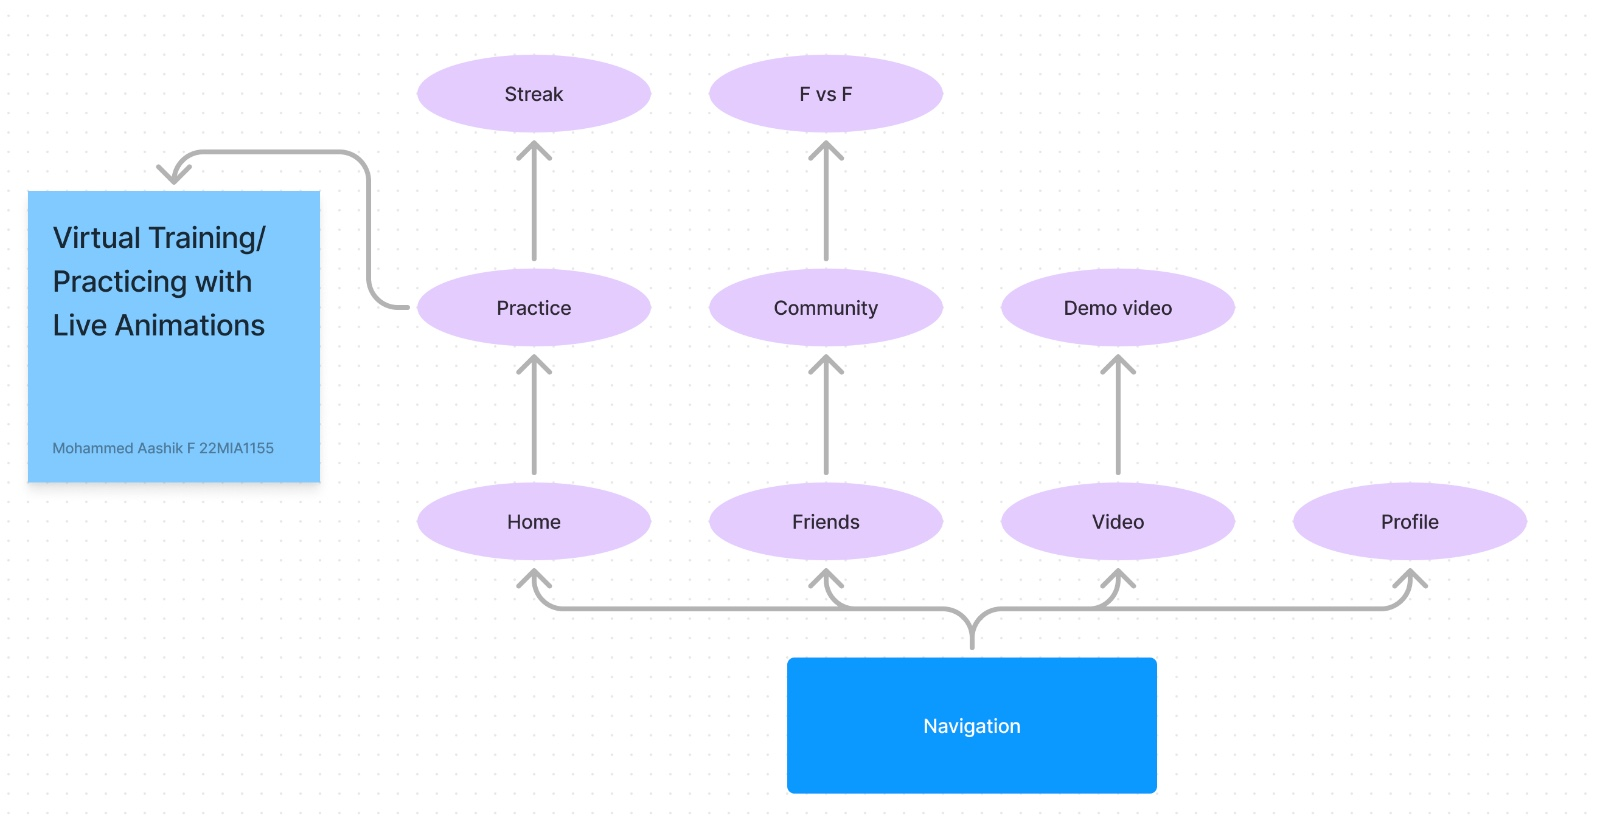 Streak
F vs F
Virtual Training/
Practicing with
Live Animations
Mohammed Aashik F 22MIA1155
Practice
Community
Demo video
Home
Friends
Video
Profile
Navigation